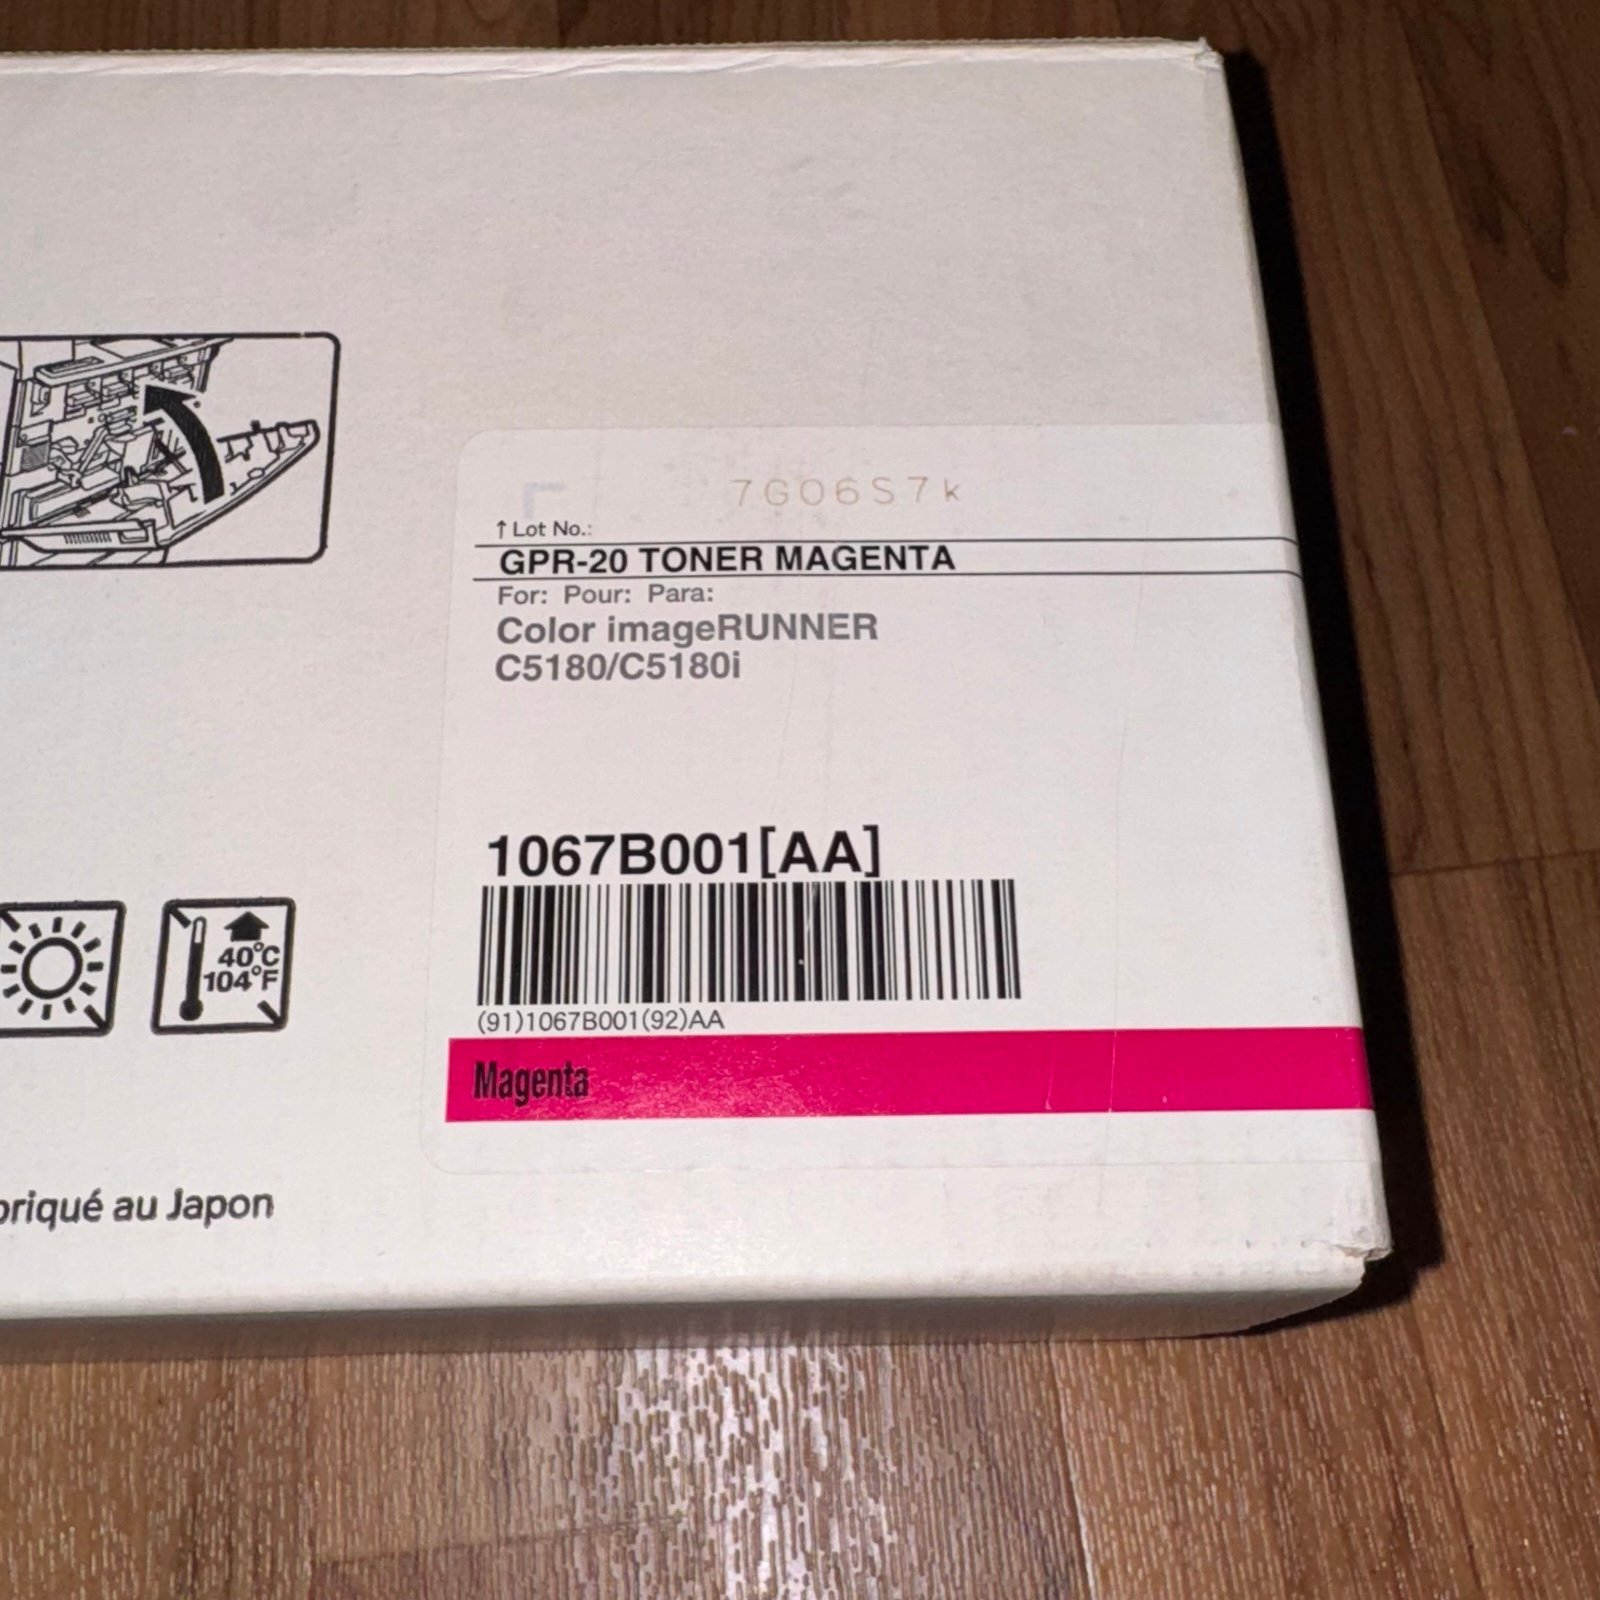 7G06S7k
↑ Lot No.:
GPR-20 TONER MAGENTA
For: Pour: Para:
Color imageRUNNER
C5180/C5180i
1067B001[AA]
40°C
104°F
(91)1067B001(92)AA
Magenta
briqué au Japon